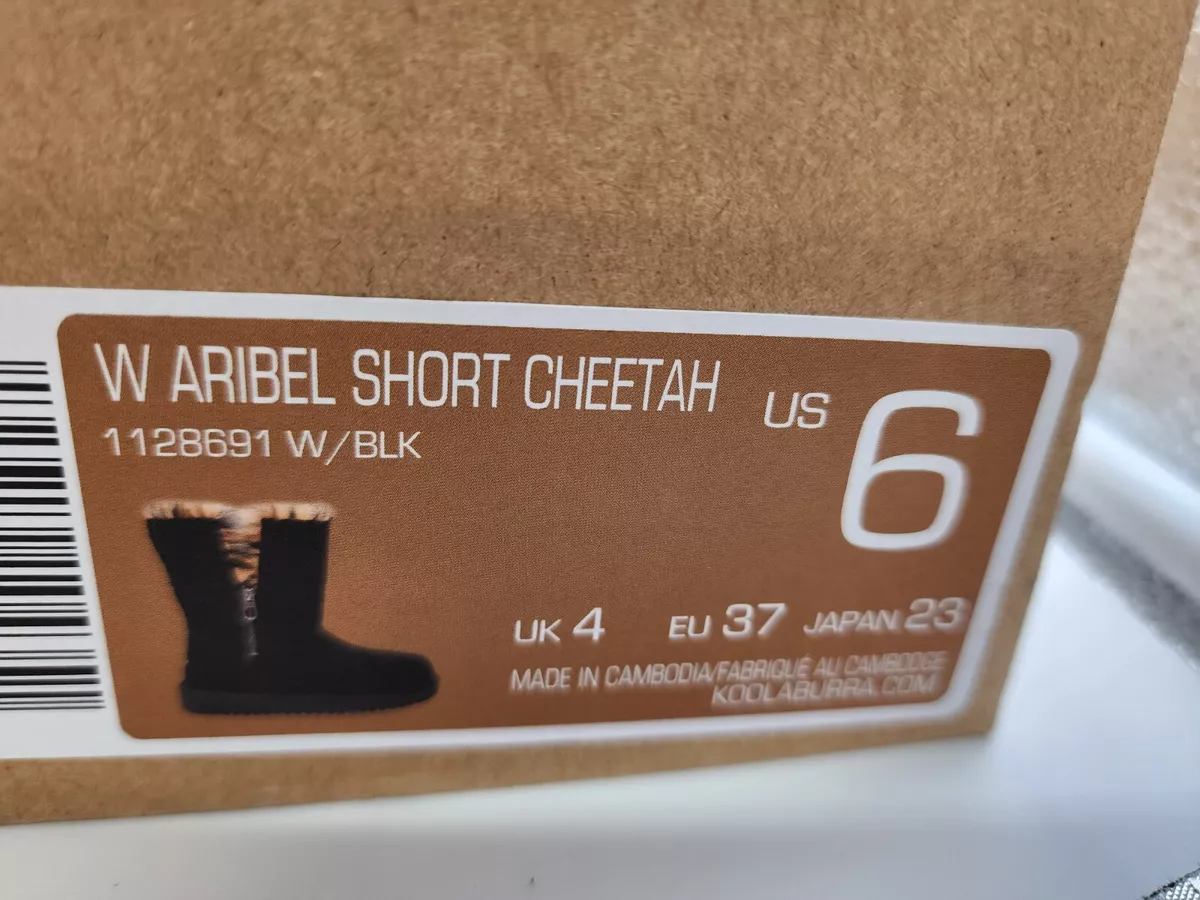 W ARIBEL SHORT CHEETAH
1128691 W/BLK
US 6
UK 4 EU 37 JAPAN 23
MADE IN CAMBODIA/FABRIQUÉ AU CAMBODGE
KOOLABURRA.COM